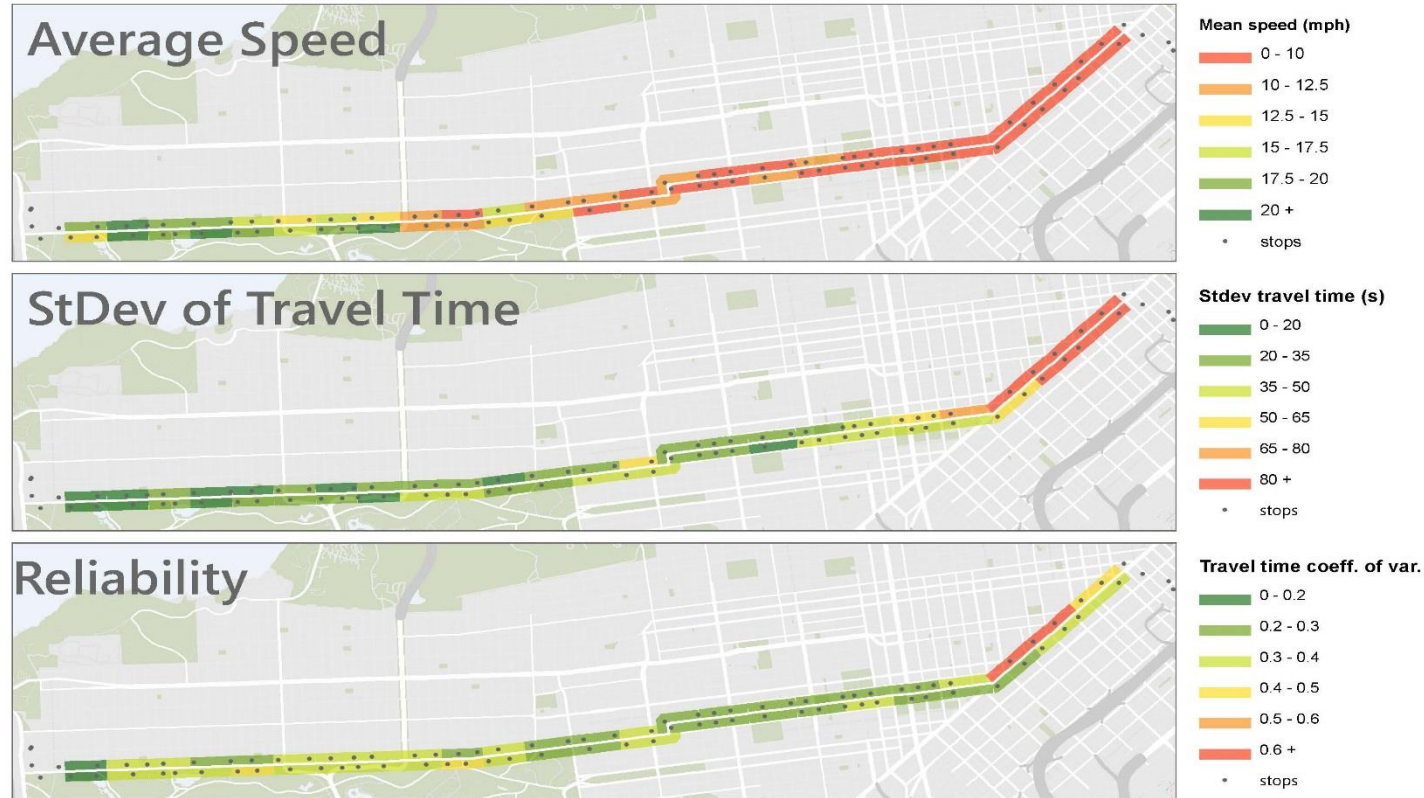 Average Speed
Mean speed (mph)
0 - 10
10 - 12.5
12.5 - 15
15 - 17.5
17.5 - 20
20 +
stops
StDev of Travel Time
Stdev travel time (s)
0 - 20
20 - 35
35 - 50
50 - 65
65 - 80
80 +
stops
Reliability
Travel time coeff. of var.
0 - 0.2
0.2 - 0.3
0.3 - 0.4
0.4 - 0.5
0.5 - 0.6
0.6 +
stops